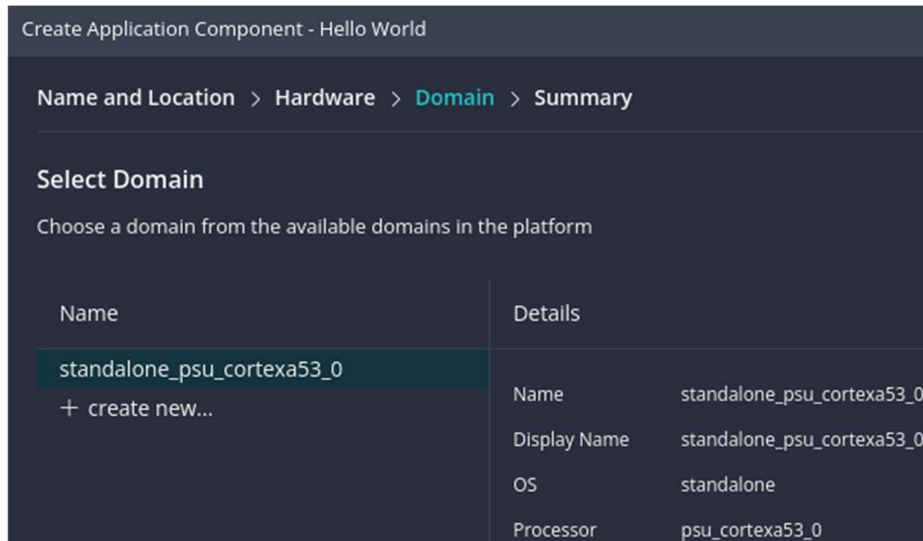 Create Application Component - Hello World
Name and Location > Hardware > Domain > Summary
Select Domain
Choose a domain from the available domains in the platform
Name
standalone_psu_cortexa53_0
+ create new...
Details
Name standalone_psu_cortexa53_0
Display Name standalone_psu_cortexa53_0
OS standalone
Processor psu_cortexa53_0